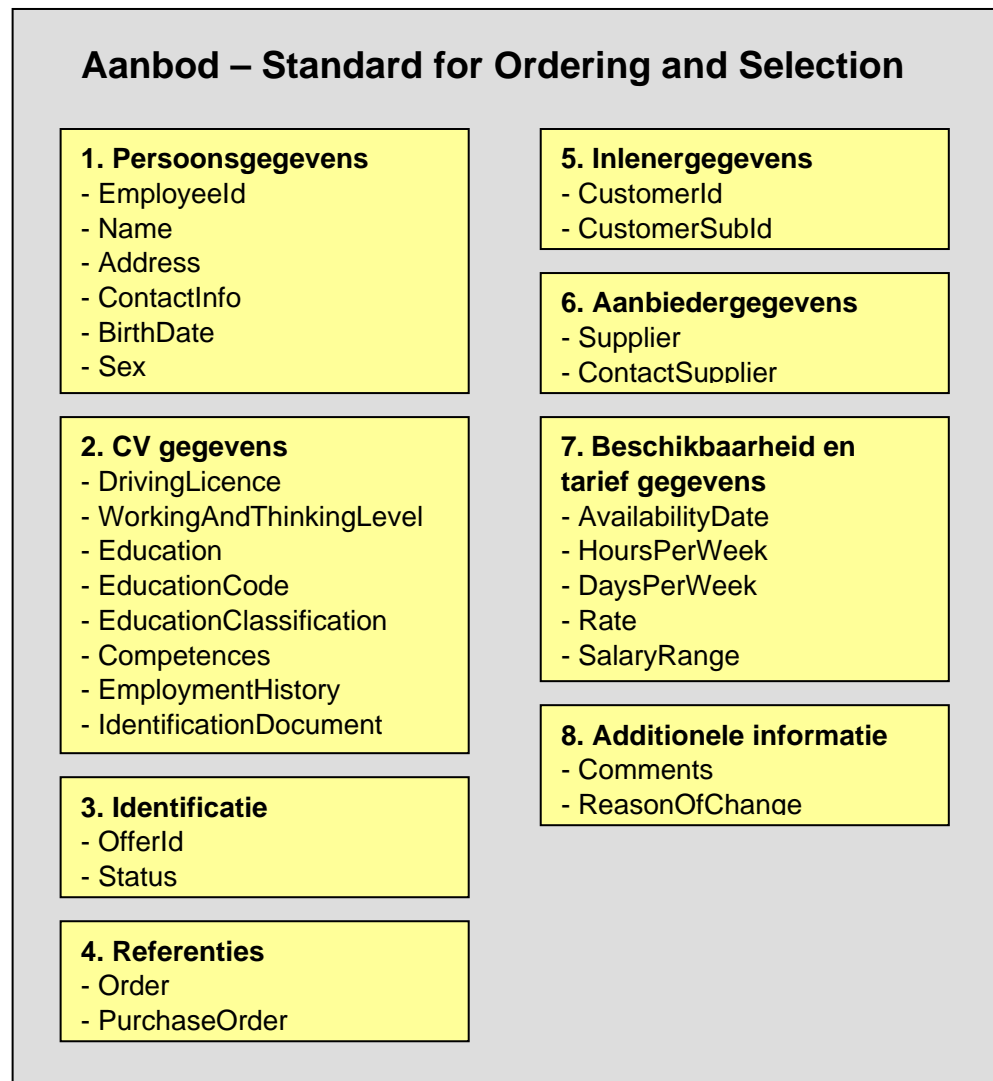 Aanbod – Standard for Ordering and Selection
1. Persoonsgegevens
- EmployeeId
- Name
- Address
- ContactInfo
- BirthDate
- Sex
2. CV gegevens
- DrivingLicence
- WorkingAndThinkingLevel
- Education
- EducationCode
- EducationClassification
- Competences
- EmploymentHistory
- IdentificationDocument
3. Identificatie
- OfferId
- Status
4. Referenties
- Order
- PurchaseOrder
5. Inlenergegevens
- CustomerId
- CustomerSubId
6. Aanbiedergegevens
- Supplier
- ContactSupplier
7. Beschikbaarheid en
tarief gegevens
- AvailabilityDate
- HoursPerWeek
- DaysPerWeek
- Rate
- SalaryRange
8. Additionele informatie
- Comments
- ReasonOfChange